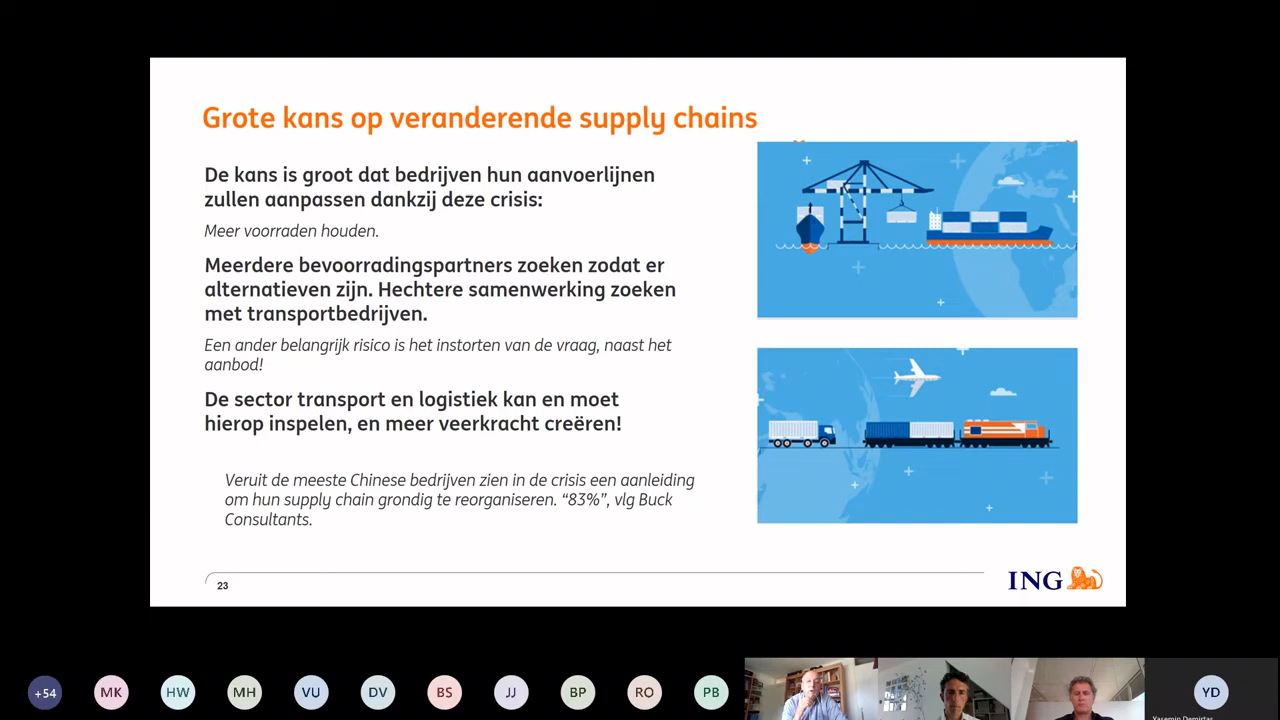 Grote kans op veranderende supply chains
De kans is groot dat bedrijven hun aanvoerlijnen
zullen aanpassen dankzij deze crisis:
Meer voorraden houden.
Meerdere bevoorradingspartners zoeken zodat er
alternatieven zijn. Hechtere samenwerking zoeken
met transportbedrijven.
Een ander belangrijk risico is het instorten van de vraag, naast het
aanbod!
De sector transport en logistiek kan en moet
hierop inspelen, en meer veerkracht creëren!
Veruit de meeste Chinese bedrijven zien in de crisis een aanleiding
om hun supply chain grondig te reorganiseren. “83%”, vlg Buck
Consultants.
23
ING
+54
MK
HW
MH
VU
DV
BS
JJ
BP
RO
PB
YD
Yasemin Demirtas